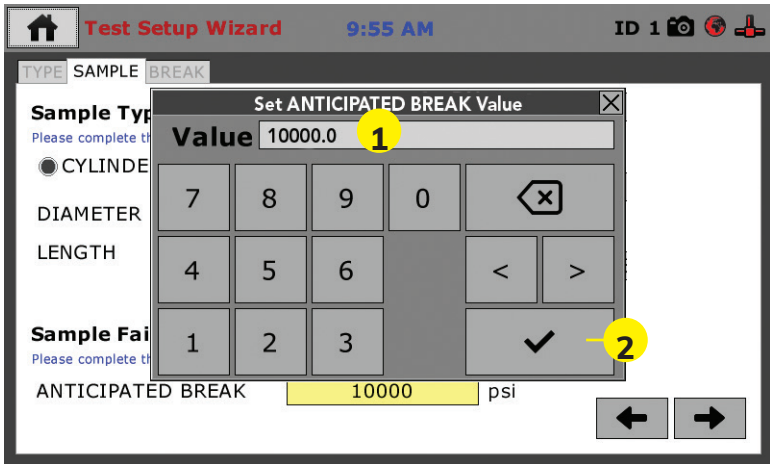 Test Setup Wizard 9:55 AM ID 1
TYPE SAMPLE BREAK
Set ANTICIPATED BREAK Value
Sample Typ
Value 10000.0 1
Please complete th
CYLINDE
7 8 9 0
DIAMETER
LENGTH
4 5 6 < >
Sample Fai
1 2 3 2
Please complete th
ANTICIPATED BREAK 10000 psi